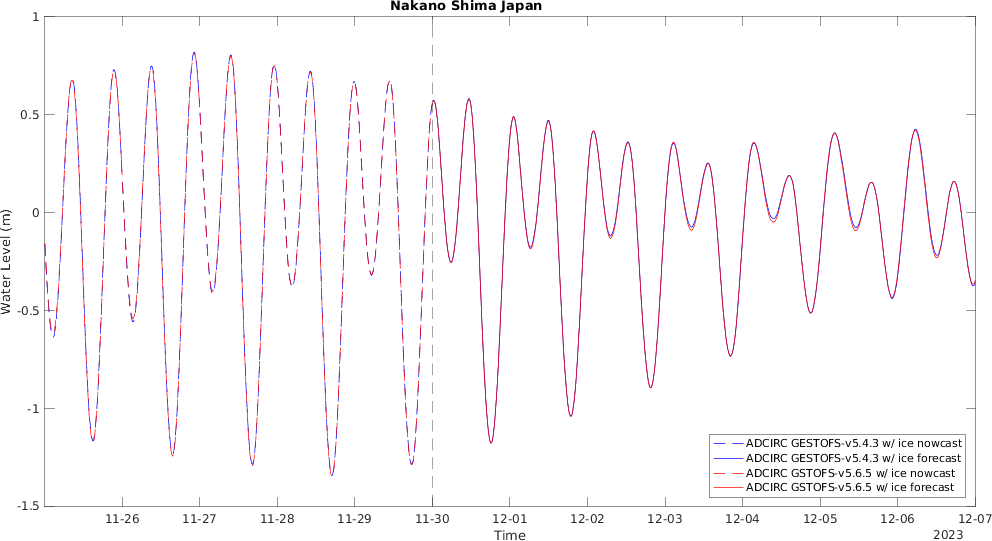 Nakano Shima Japan
1
0.5
0
-0.5
-1
-1.5
Water Level (m)
ADCIRC GESTOFS-v5.4.3 w/ ice nowcast
ADCIRC GESTOFS-v5.4.3 w/ ice forecast
ADCIRC GSTOFS-v5.6.5 w/ ice nowcast
ADCIRC GSTOFS-v5.6.5 w/ ice forecast
11-26 11-27 11-28 11-29 11-30 12-01 12-02 12-03 12-04 12-05 12-06 12-07
Time
2023